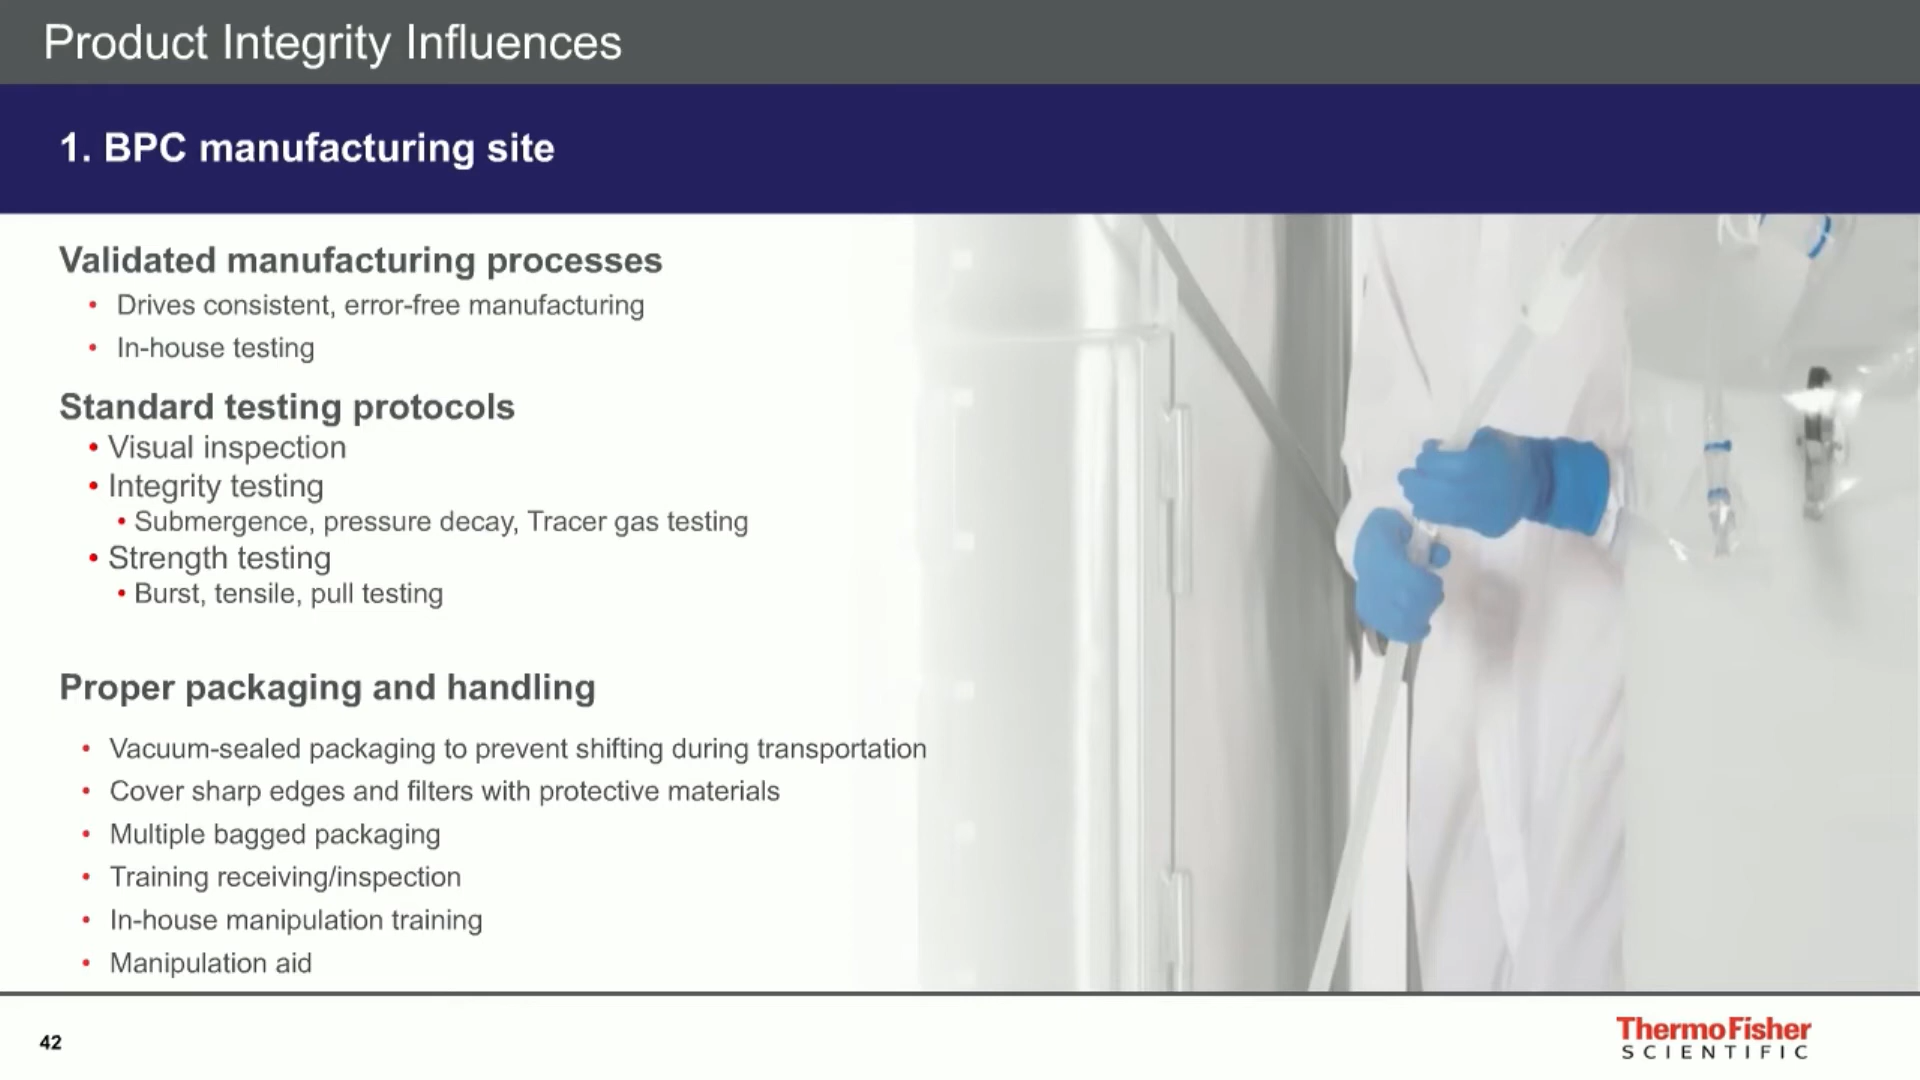 Product Integrity Influences
1. BPC manufacturing site
Validated manufacturing processes
• Drives consistent, error-free manufacturing
• In-house testing
Standard testing protocols
• Visual inspection
• Integrity testing
• Submergence, pressure decay, Tracer gas testing
• Strength testing
• Burst, tensile, pull testing
Proper packaging and handling
• Vacuum-sealed packaging to prevent shifting during transportation
• Cover sharp edges and filters with protective materials
• Multiple bagged packaging
• Training receiving/inspection
• In-house manipulation training
• Manipulation aid
42
ThermoFisher
SCIENTIFIC